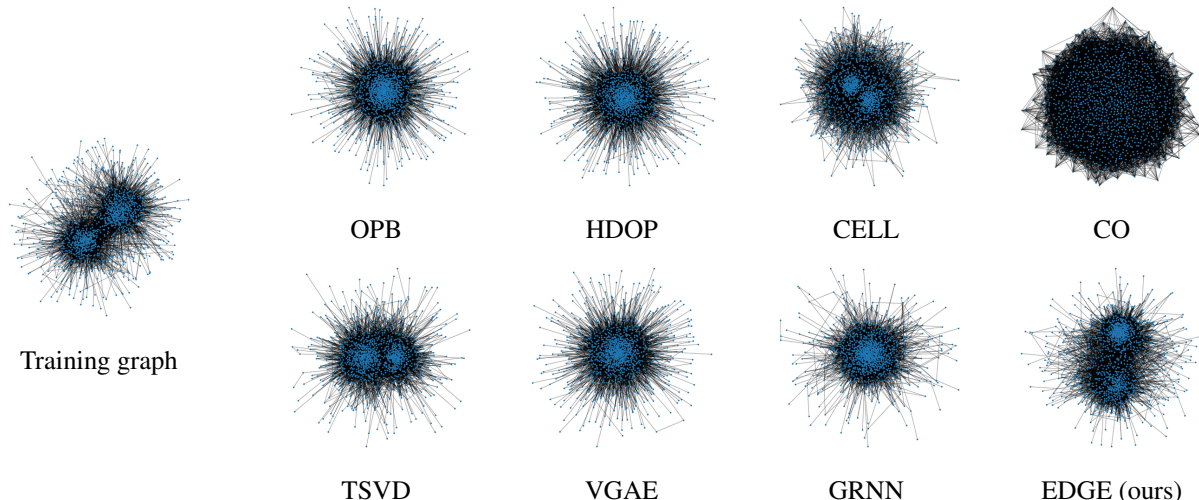 OPB
HDOP
CELL
CO
Training graph
TSVD
VGAE
GRNN
EDGE (ours)